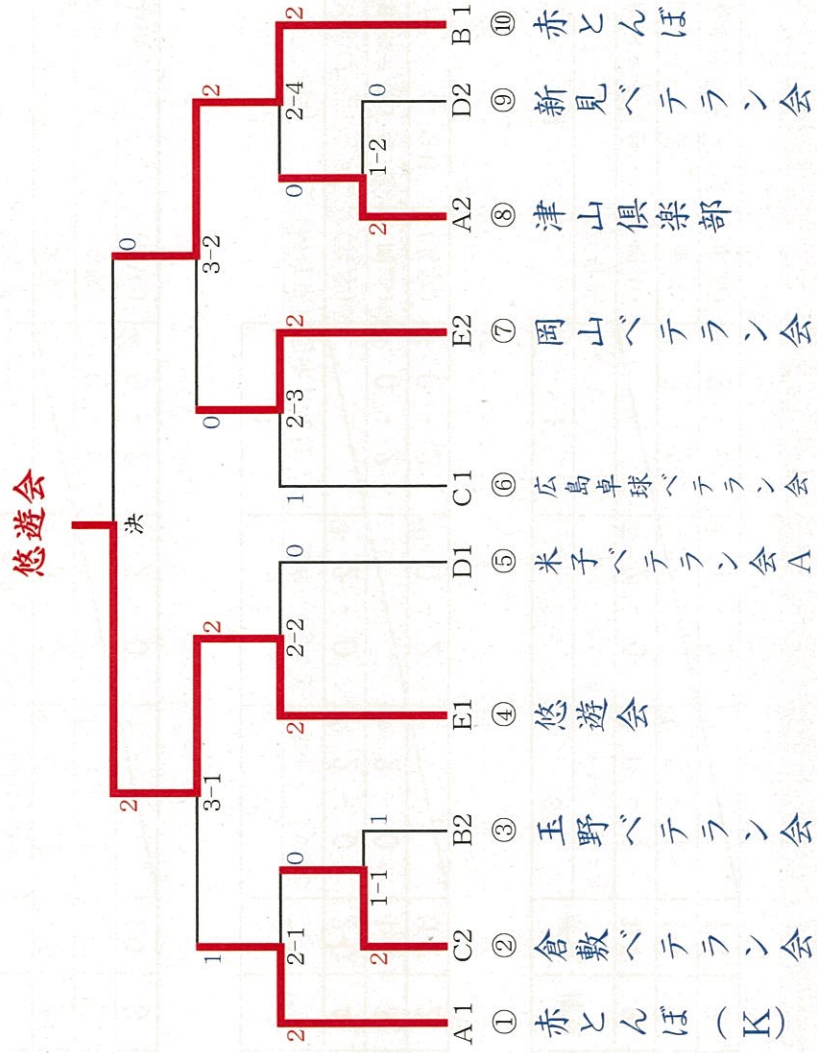 悠遊会
決
2
0
3-1
3-2
1
2
0
2
2-1
2-2
2-3
2-4
2
0
2
0
1
2
0
2
1-1
1-2
2
1
2
0
A1 C2 B2 E1 D1 C1 E2 A2 D2 B1
① 赤とんぼ(K)
② 倉敷ベテラン会
③ 玉野ベテラン会
④ 悠遊会
⑤ 米子ベテラン会A
⑥ 広島卓球ベテラン会
⑦ 岡山ベテラン会
⑧ 津山倶楽部
⑨ 新見ベテラン会
⑩ 赤とんぼ